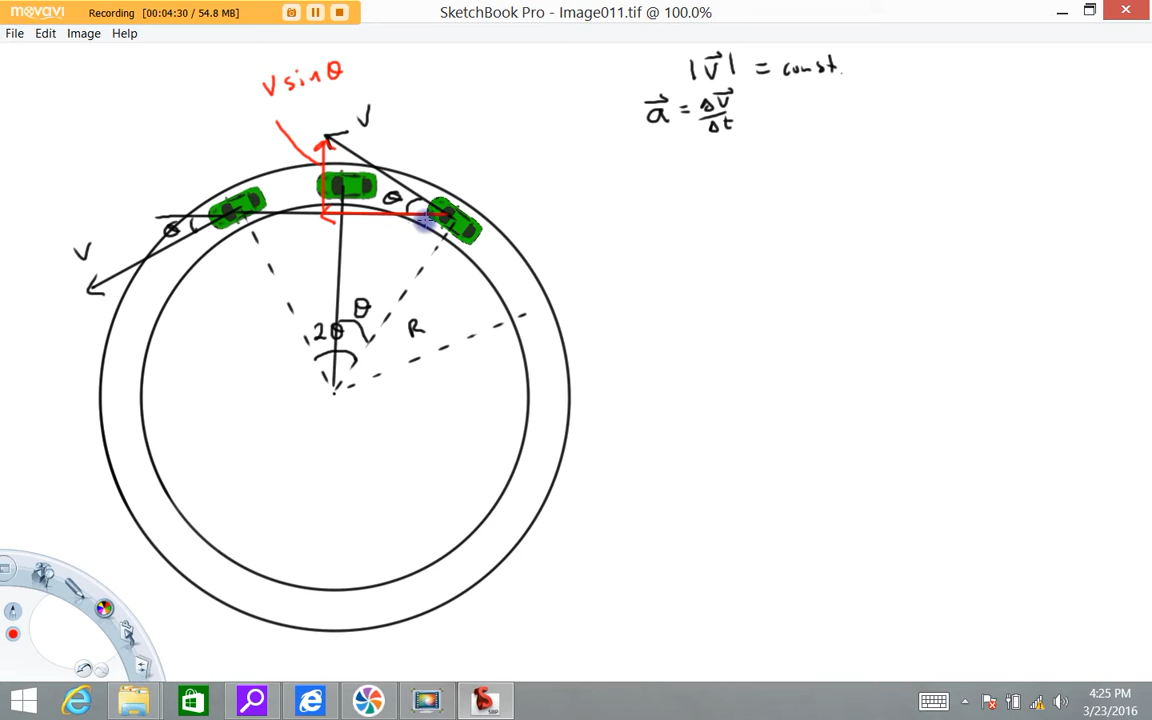 movavi Recording [00:04:30 / 54.8 MB]
SketchBook Pro - Image011.tif @ 100.0%
File Edit Image Help
|V⃗| = const.
a⃗ = ΔV⃗/Δt
V sin θ
V
θ
θ
V
θ
2θ
R
4:25 PM
3/23/2016